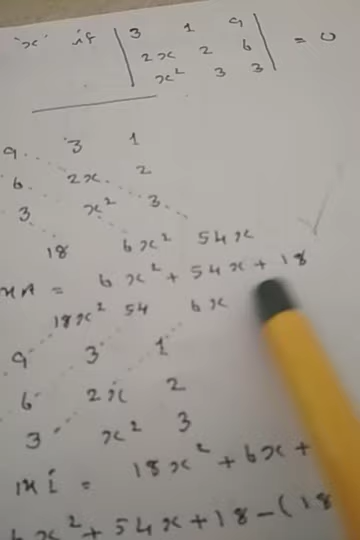 "x" if | 3 1 9 |
| 2x 2 6 | = 0
| x² 3 3 |
9 3 1
6 2x 2
3 x² 3
18 6x² 54x
= 6x² + 54x + 18
18x² 54 6x
9 3 1
6 2x 2
3 x² 3
= 18x² + 6x +
6x² + 54x + 18 - (18